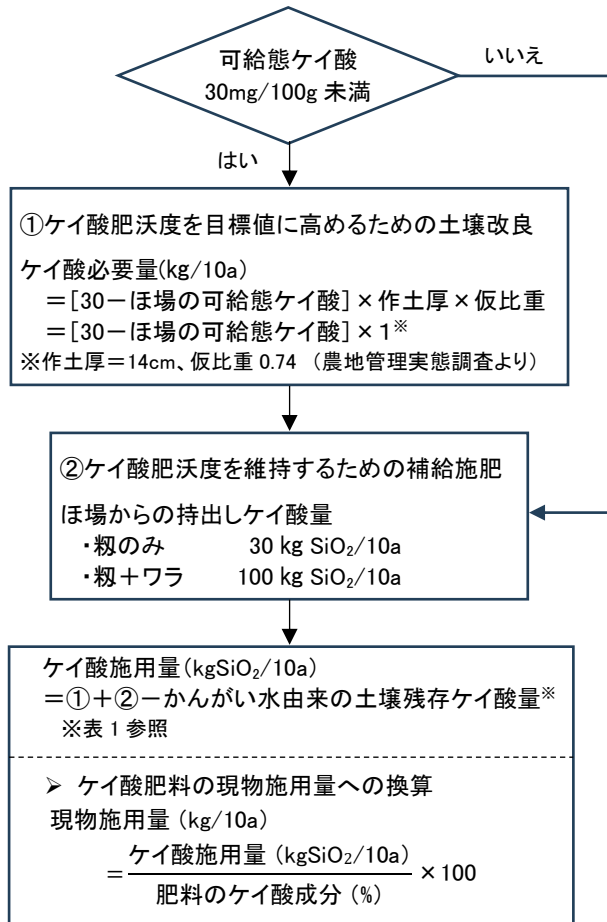 可給態ケイ酸
30mg/100g 未満
いいえ
はい
①ケイ酸肥沃度を目標値に高めるための土壌改良
ケイ酸必要量(kg/10a)
＝[30－ほ場の可給態ケイ酸]×作土厚×仮比重
＝[30－ほ場の可給態ケイ酸]×1※
※作土厚＝14cm、仮比重 0.74 （農地管理実態調査より）
②ケイ酸肥沃度を維持するための補給施肥
ほ場からの持出しケイ酸量
・籾のみ 30 kg SiO₂/10a
・籾＋ワラ 100 kg SiO₂/10a
ケイ酸施用量(kgSiO₂/10a)
＝①＋②－かんがい水由来の土壌残存ケイ酸量※
※表 1 参照
➢ ケイ酸肥料の現物施用量への換算
現物施用量 (kg/10a)
ケイ酸施用量 (kgSiO₂/10a)
＝ × 100
肥料のケイ酸成分 (%)